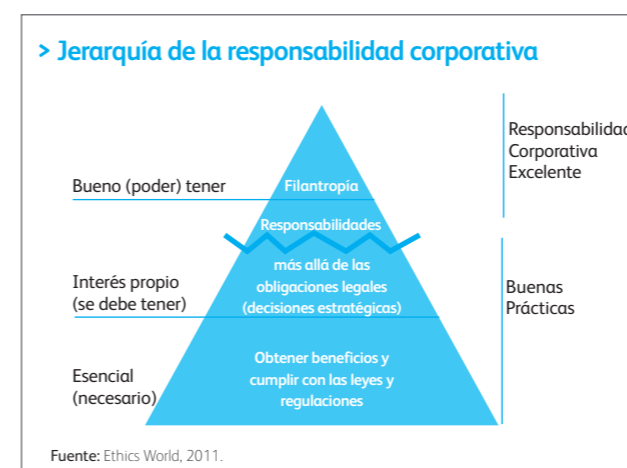 > Jerarquía de la responsabilidad corporativa
Responsabilidad
Corporativa
Excelente
Bueno (poder) tener
Filantropía
Responsabilidades
más allá de las
obligaciones legales
(decisiones estratégicas)
Interés propio
(se debe tener)
Buenas
Prácticas
Obtener beneficios y
cumplir con las leyes y
regulaciones
Esencial
(necesario)
Fuente: Ethics World, 2011.